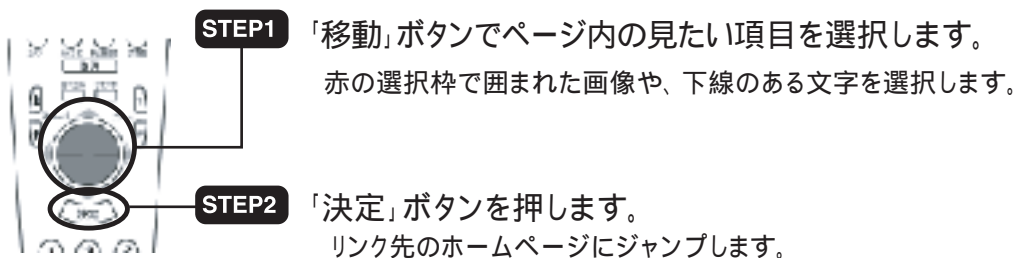 STEP1
「移動」ボタンでページ内の見たい項目を選択します。
赤の選択枠で囲まれた画像や、下線のある文字を選択します。
STEP2
「決定」ボタンを押します。
リンク先のホームページにジャンプします。